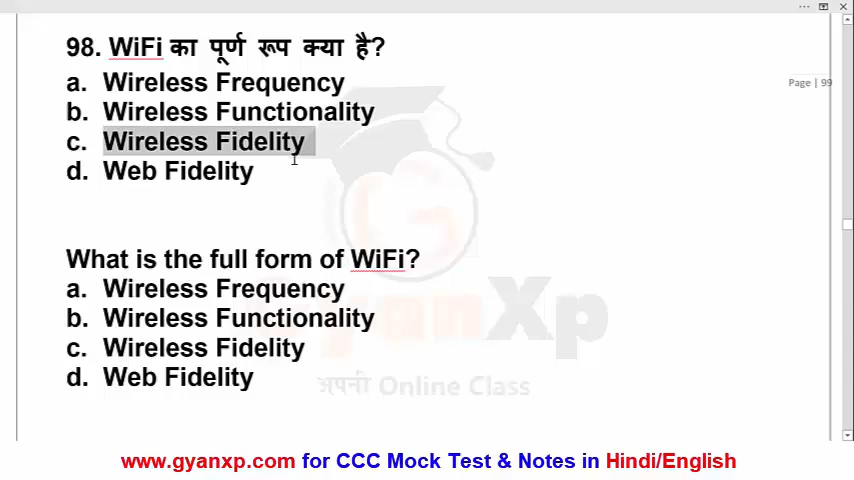 98. WiFi का पूर्ण रूप क्या है?
a. Wireless Frequency
Page | 99
b. Wireless Functionality
c. Wireless Fidelity
d. Web Fidelity
What is the full form of WiFi?
a. Wireless Frequency
b. Wireless Functionality
c. Wireless Fidelity
d. Web Fidelity
GyanXp
अपनी Online Class
www.gyanxp.com for CCC Mock Test & Notes in Hindi/English